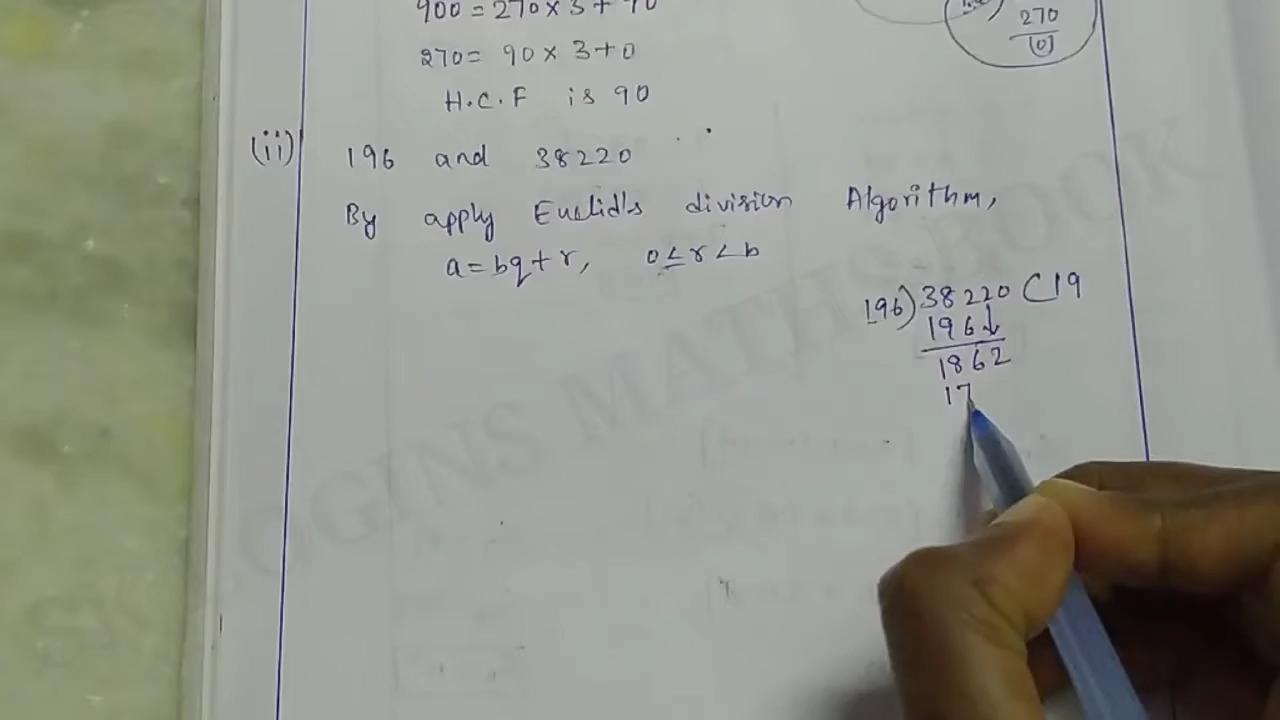 900 = 270 × 3 + 90
270 = 90 × 3 + 0
H.C.F is 90
270
(0)
(ii) 196 and 38220
By apply Euclid's division Algorithm,
a = bq + r, 0 ≤ r < b
196)38220(19
196↓
1862
17